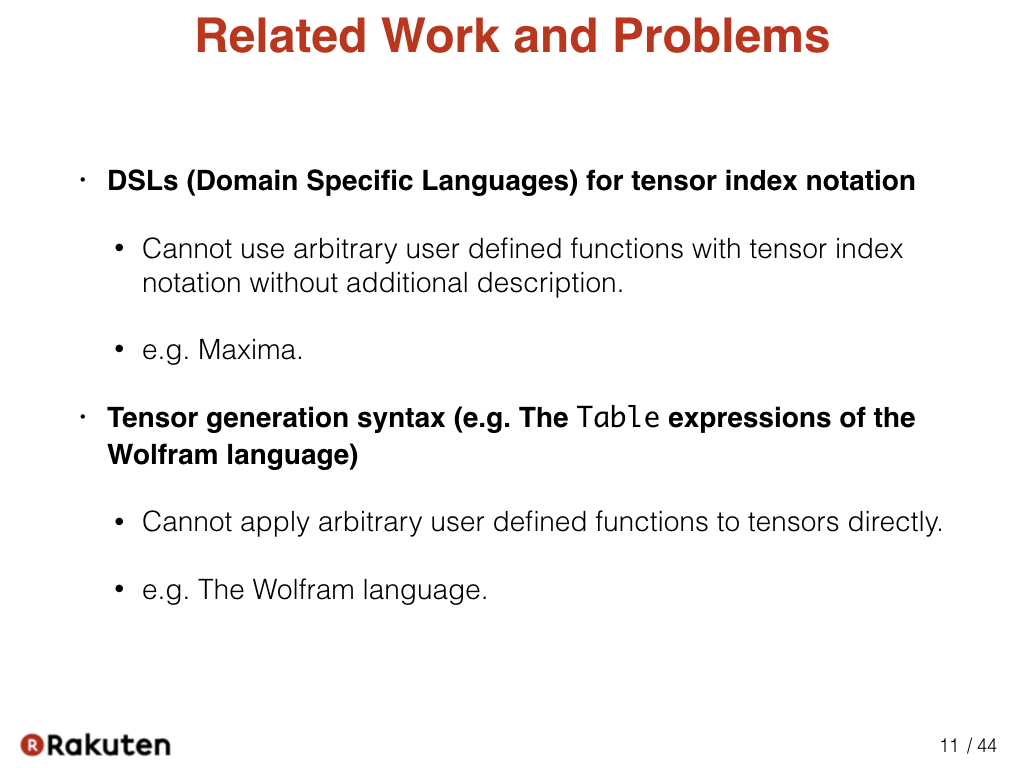 Related Work and Problems
• DSLs (Domain Specific Languages) for tensor index notation
• Cannot use arbitrary user defined functions with tensor index
notation without additional description.
• e.g. Maxima.
• Tensor generation syntax (e.g. The Table expressions of the
Wolfram language)
• Cannot apply arbitrary user defined functions to tensors directly.
• e.g. The Wolfram language.
R Rakuten
11 / 44